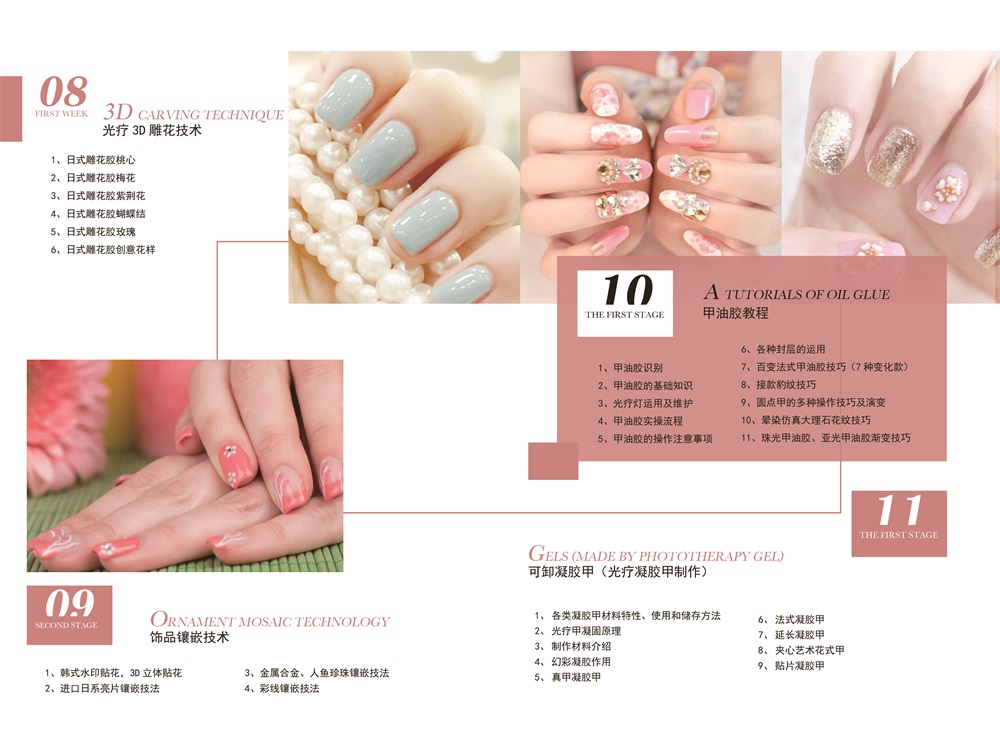 08
FIRST WEEK
3D CARVING TECHNIQUE
光疗 3D 雕花技术
1、日式雕花胶桃心
2、日式雕花胶梅花
3、日式雕花胶紫荆花
4、日式雕花胶蝴蝶结
5、日式雕花胶玫瑰
6、日式雕花胶创意花样
10
THE FIRST STAGE
A TUTORIALS OF OIL GLUE
甲油胶教程
1、甲油胶识别
2、甲油胶的基础知识
3、光疗灯运用及维护
4、甲油胶实操流程
5、甲油胶的操作注意事项
6、各种封层的运用
7、百变法式甲油胶技巧（7 种变化款）
8、接款豹纹技巧
9、圆点甲的多种操作技巧及演变
10、晕染仿真大理石花纹技巧
11、珠光甲油胶、亚光甲油胶渐变技巧
09
SECOND STAGE
ORNAMENT MOSAIC TECHNOLOGY
饰品镶嵌技术
1、韩式水印贴花，3D 立体贴花
2、进口日系亮片镶嵌技法
3、金属合金、人鱼珍珠镶嵌技法
4、彩线镶嵌技法
11
THE FIRST STAGE
GELS (MADE BY PHOTOTHERAPY GEL)
可卸凝胶甲（光疗凝胶甲制作）
1、各类凝胶甲材料特性、使用和储存方法
2、光疗甲凝固原理
3、制作材料介绍
4、幻彩凝胶作用
5、真甲凝胶甲
6、法式凝胶甲
7、延长凝胶甲
8、夹心艺术花式甲
9、贴片凝胶甲